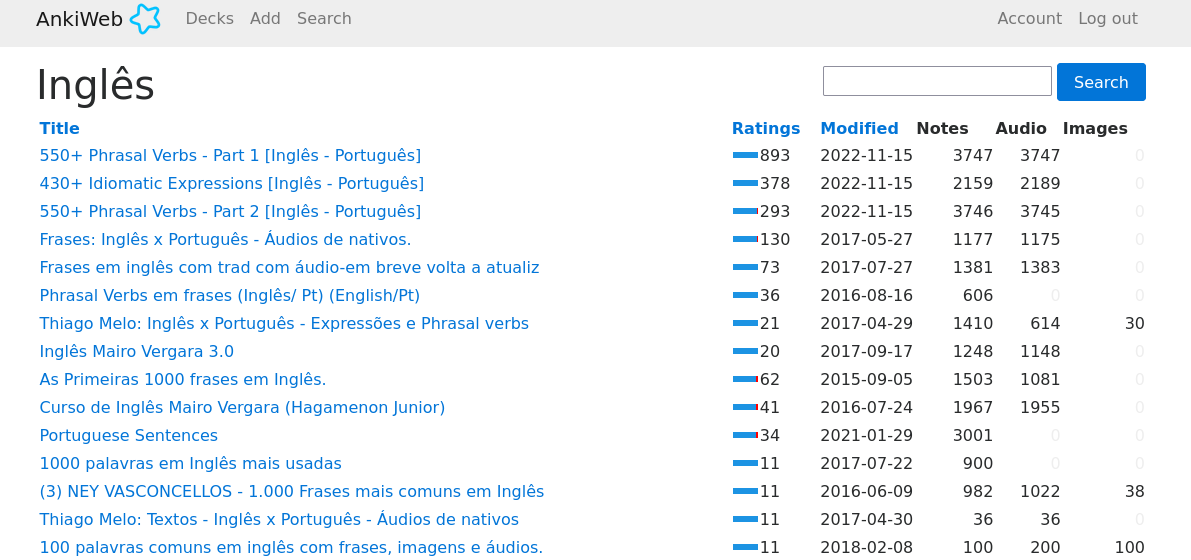 AnkiWeb Decks Add Search Account Log out
Inglês Search
Title Ratings Modified Notes Audio Images
550+ Phrasal Verbs - Part 1 [Inglês - Português] 893 2022-11-15 3747 3747 0
430+ Idiomatic Expressions [Inglês - Português] 378 2022-11-15 2159 2189 0
550+ Phrasal Verbs - Part 2 [Inglês - Português] 293 2022-11-15 3746 3745 0
Frases: Inglês x Português - Áudios de nativos. 130 2017-05-27 1177 1175 0
Frases em inglês com trad com áudio-em breve volta a atualiz 73 2017-07-27 1381 1383 0
Phrasal Verbs em frases (Inglês/ Pt) (English/Pt) 36 2016-08-16 606 0 0
Thiago Melo: Inglês x Português - Expressões e Phrasal verbs 21 2017-04-29 1410 614 30
Inglês Mairo Vergara 3.0 20 2017-09-17 1248 1148 0
As Primeiras 1000 frases em Inglês. 62 2015-09-05 1503 1081 0
Curso de Inglês Mairo Vergara (Hagamenon Junior) 41 2016-07-24 1967 1955 0
Portuguese Sentences 34 2021-01-29 3001 0 0
1000 palavras em Inglês mais usadas 11 2017-07-22 900 0 0
(3) NEY VASCONCELLOS - 1.000 Frases mais comuns em Inglês 11 2016-06-09 982 1022 38
Thiago Melo: Textos - Inglês x Português - Áudios de nativos 11 2017-04-30 36 36 0
100 palavras comuns em inglês com frases, imagens e áudios. 11 2018-02-08 100 200 100